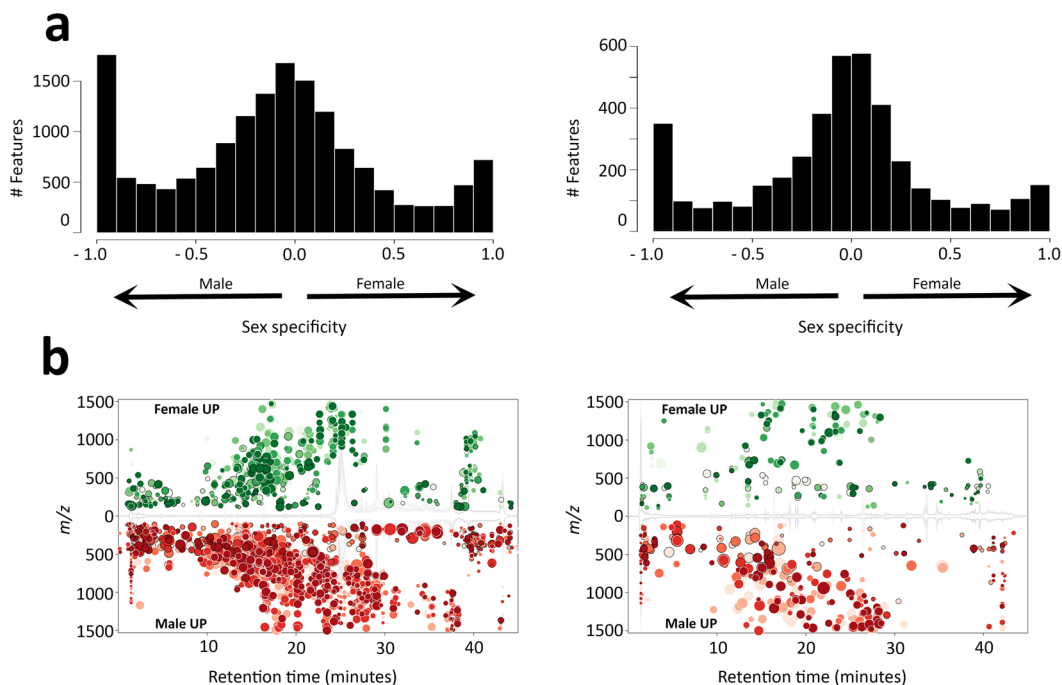 a
# Features
1500
1000
500
0
- 1.0
- 0.5
0.0
0.5
1.0
Male
Female
Sex specificity
# Features
600
400
200
0
- 1.0
- 0.5
0.0
0.5
1.0
Male
Female
Sex specificity
b
m/z
1500
1000
500
0
500
1000
1500
Female UP
Male UP
10
20
30
40
Retention time (minutes)
m/z
1500
1000
500
0
500
1000
1500
Female UP
Male UP
10
20
30
40
Retention time (minutes)